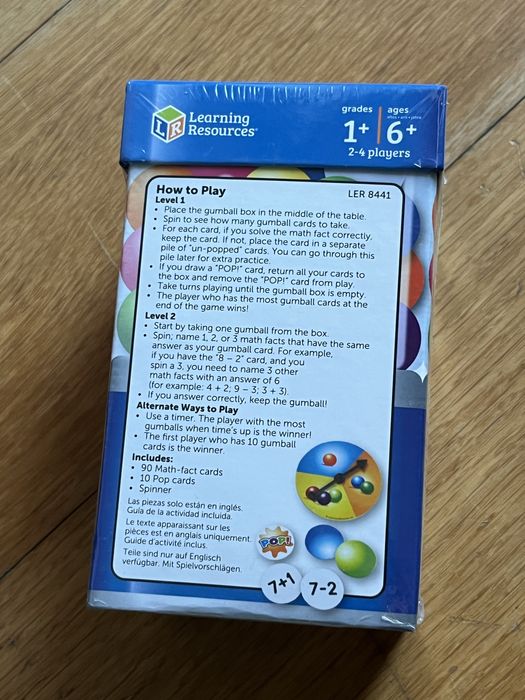 Learning
Resources®
grades
1+
ages
6+
2-4 players
How to Play
LER 8441
Level 1
• Place the gumball box in the middle of the table.
• Spin to see how many gumball cards to take.
• For each card, if you solve the math fact correctly,
keep the card. If not, place the card in a separate
pile of "un-popped" cards. You can go through this
pile later for extra practice.
• If you draw a "POP!" card, return all your cards to
the box and remove the "POP!" card from play.
• Take turns playing until the gumball box is empty.
• The player who has the most gumball cards at the
end of the game wins!
Level 2
• Start by taking one gumball from the box.
• Spin; name 1, 2, or 3 math facts that have the same
answer as your gumball card. For example,
if you have the "8 – 2" card, and you
spin a 3, you need to name 3 other
math facts with an answer of 6
(for example: 4 + 2; 9 – 3; 3 + 3).
• If you answer correctly, keep the gumball!
Alternate Ways to Play
• Use a timer. The player with the most
gumballs when time's up is the winner!
• The first player who has 10 gumball
cards is the winner.
Includes:
• 90 Math-fact cards
• 10 Pop cards
• Spinner
Las piezas solo están en inglés.
Guía de la actividad incluida.
Le texte apparaissant sur les
pièces est en anglais uniquement.
Guide d'activité inclus.
Teile sind nur auf Englisch
verfügbar. Mit Spielvorschlägen.
POP!
7+1
7-2